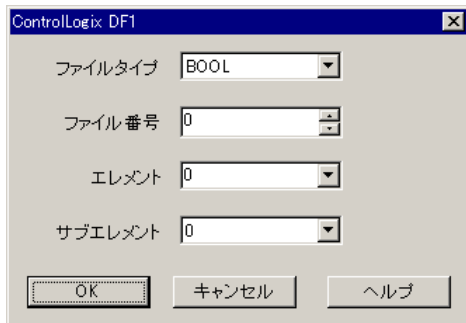 ControlLogix DF1
ファイルタイプ BOOL
ファイル番号 0
エレメント 0
サブエレメント 0
OK キャンセル ヘルプ